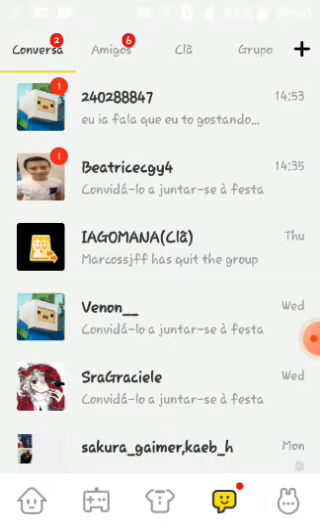 Conversa 2
Amigos 6
Clã
Grupo
1
240288847
14:53
eu ia fala que eu to gostando...
1
Beatricecgy4
14:35
Convidá-lo a juntar-se à festa
IAGOMANA(Clã)
Thu
Marcossjff has quit the group
Venon__
Wed
Convidá-lo a juntar-se à festa
SraGraciele
Wed
Convidá-lo a juntar-se à festa
sakura_gaimer,kaeb_h
Mon